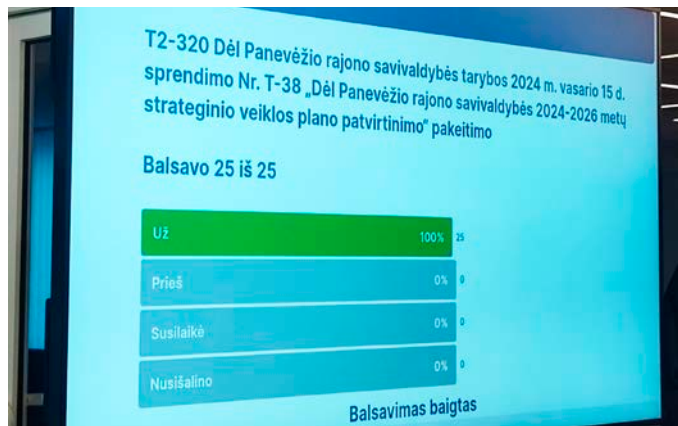 T2-320 Dėl Panevėžio rajono savivaldybės tarybos 2024 m. vasario 15 d.
sprendimo Nr. T-38 „Dėl Panevėžio rajono savivaldybės 2024-2026 metų
strateginio veiklos plano patvirtinimo“ pakeitimo
Balsavo 25 iš 25
Už 100% 25
Prieš 0% 0
Susilaikė 0% 0
Nusišalino 0% 0
Balsavimas baigtas